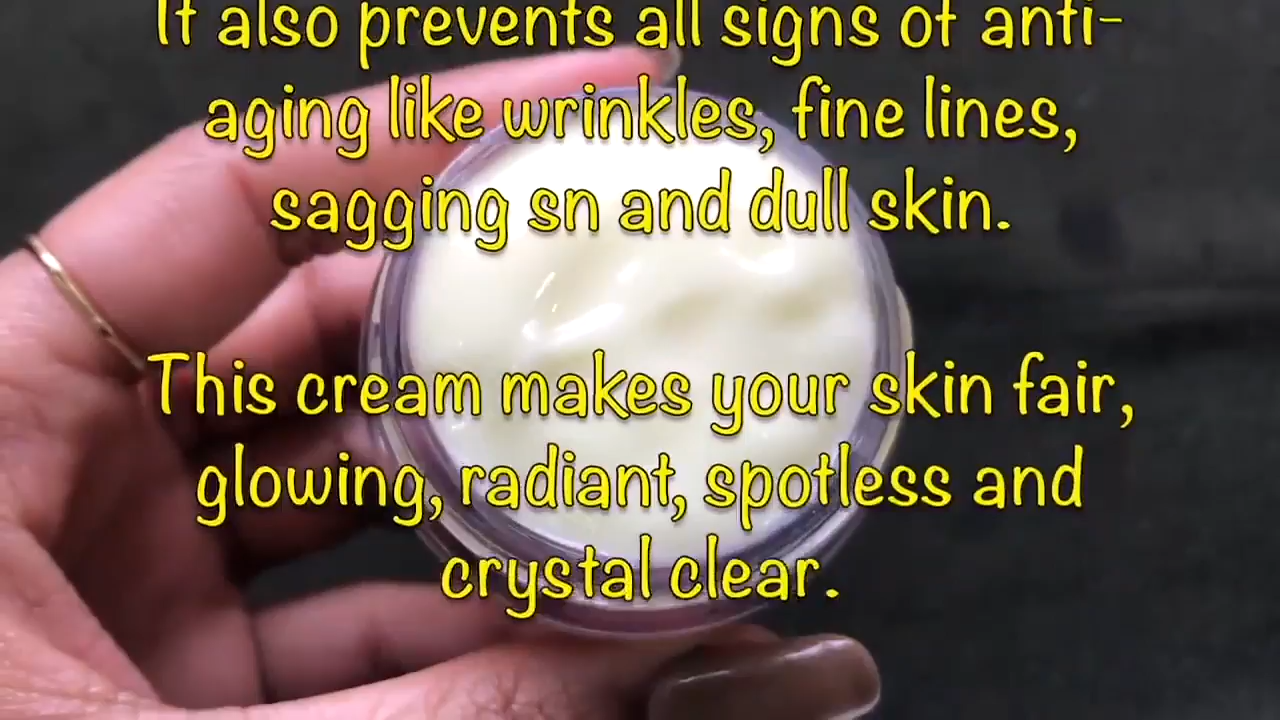 It also prevents all signs of anti-
aging like wrinkles, fine lines,
sagging sn and dull skin.
This cream makes your skin fair,
glowing, radiant, spotless and
crystal clear.